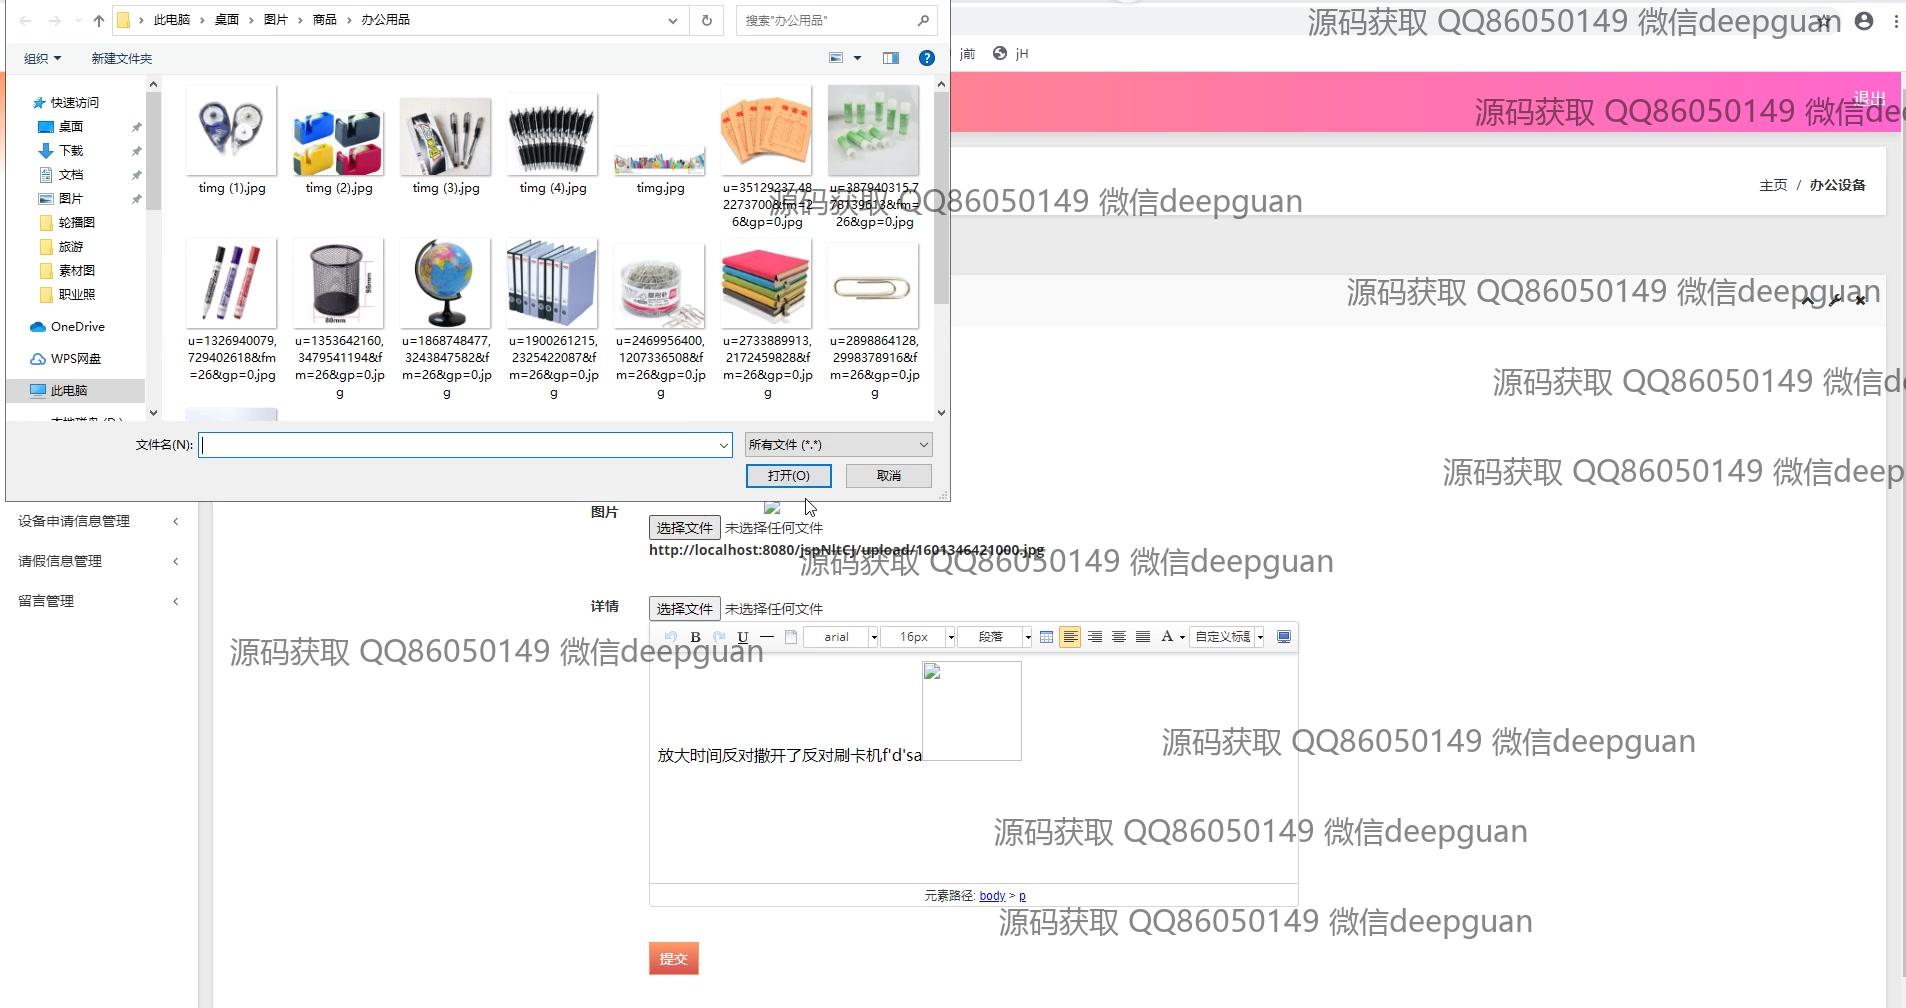 此电脑 > 桌面 > 图片 > 商品 > 办公用品
搜索"办公用品"
源码获取 QQ86050149 微信deepguan
组织
新建文件夹
j前
jH
退出
源码获取 QQ86050149 微信de
快速访问
桌面
下载
文档
图片
轮播图
旅游
素材图
职业照
OneDrive
WPS网盘
此电脑
timg (1).jpg
timg (2).jpg
timg (3).jpg
timg (4).jpg
timg.jpg
u=35129237,48
2273700&fm=2
6&gp=0.jpg
u=387940315,7
78139613&fm=
26&gp=0.jpg
源码获取 QQ86050149 微信deepguan
主页 / 办公设备
u=1326940079,
729402618&fm
=26&gp=0.jpg
u=1353642160,
3479541194&f
m=26&gp=0.jp
g
u=1868748477,
3243847582&f
m=26&gp=0.jp
g
u=1900261215,
2325422087&f
m=26&gp=0.jp
g
u=2469956400,
1207336508&f
m=26&gp=0.jp
g
u=2733889913,
2172459828&f
m=26&gp=0.jp
g
u=2898864128,
2998378916&f
m=26&gp=0.jp
g
80mm
98mm
源码获取 QQ86050149 微信deepguan
源码获取 QQ86050149 微信d
文件名(N):
所有文件 (*.*)
打开(O)
取消
源码获取 QQ86050149 微信deep
设备申请信息管理
请假信息管理
留言管理
图片
选择文件 未选择任何文件
http://localhost:8080/jspNltCJ/upload/1601346421000.jpg
源码获取 QQ86050149 微信deepguan
详情
选择文件 未选择任何文件
B U arial 16px 段落 A 自定义标题
源码获取 QQ86050149 微信deepguan
放大时间反对撒开了反对刷卡机f'd'sa
源码获取 QQ86050149 微信deepguan
源码获取 QQ86050149 微信deepguan
元素路径: body > p
源码获取 QQ86050149 微信deepguan
提交